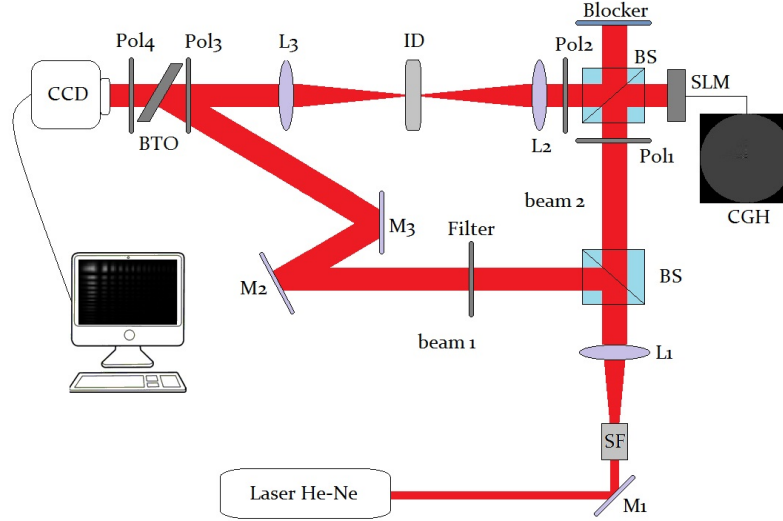 Blocker
Pol4
Pol3
L3
ID
Pol2
BS
CCD
SLM
BTO
L2
Pol1
beam 2
CGH
M3
Filter
M2
BS
beam 1
L1
SF
Laser He-Ne
M1